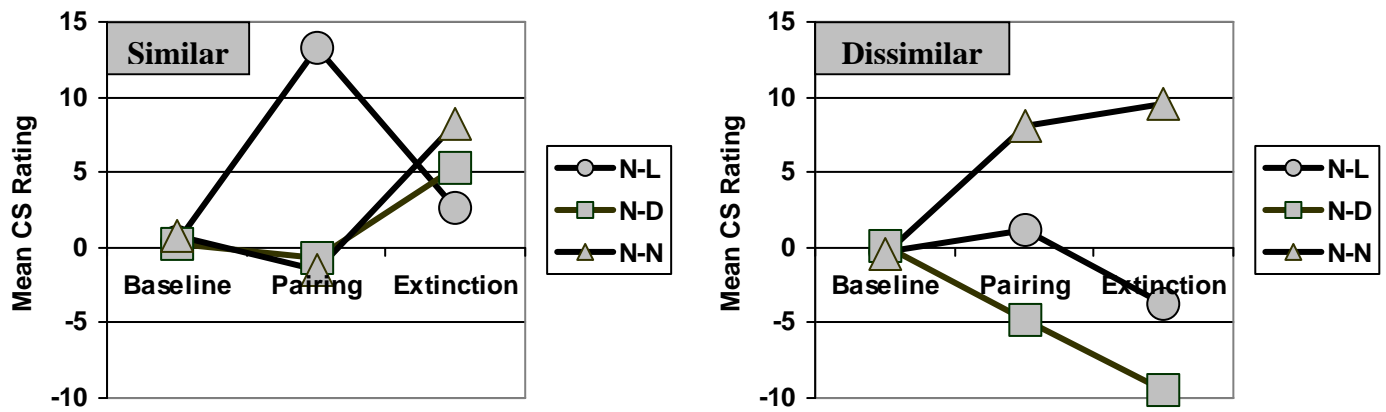 Similar
Mean CS Rating
15
10
5
0
-5
-10
Baseline Pairing Extinction
N-L
N-D
N-N
Dissimilar
Mean CS Rating
15
10
5
0
-5
-10
Baseline Pairing Extinction
N-L
N-D
N-N